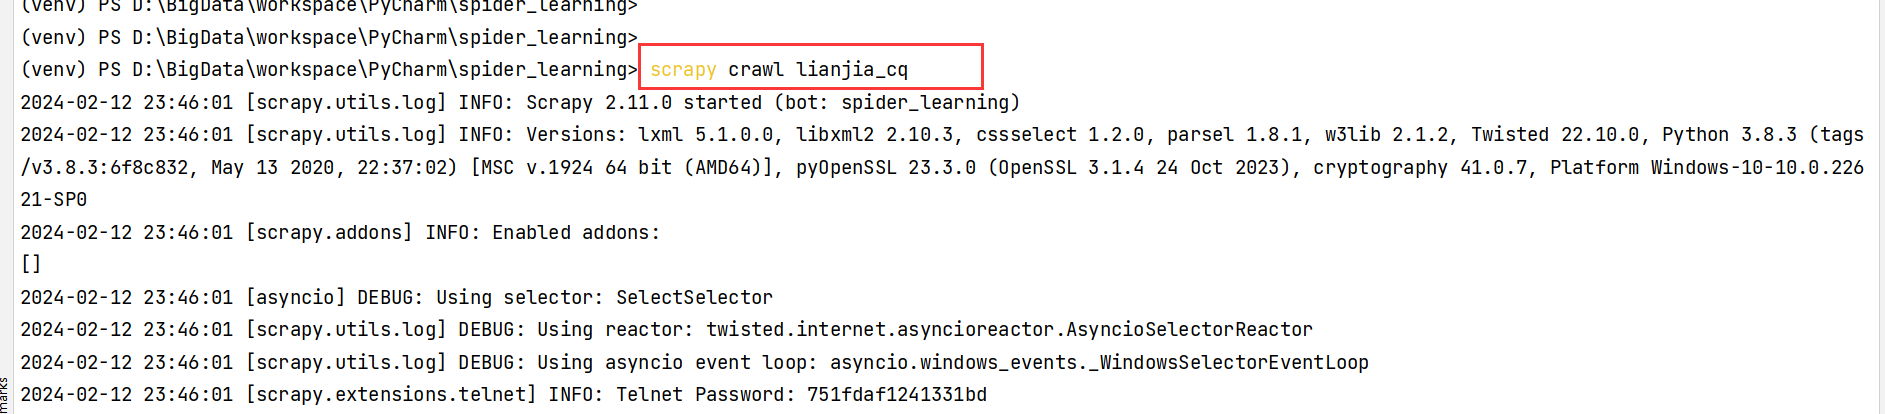 (venv) PS D:\BigData\workspace\PyCharm\spider_learning>
(venv) PS D:\BigData\workspace\PyCharm\spider_learning>
(venv) PS D:\BigData\workspace\PyCharm\spider_learning> scrapy crawl lianjia_cq
2024-02-12 23:46:01 [scrapy.utils.log] INFO: Scrapy 2.11.0 started (bot: spider_learning)
2024-02-12 23:46:01 [scrapy.utils.log] INFO: Versions: lxml 5.1.0.0, libxml2 2.10.3, cssselect 1.2.0, parsel 1.8.1, w3lib 2.1.2, Twisted 22.10.0, Python 3.8.3 (tags
/v3.8.3:6f8c832, May 13 2020, 22:37:02) [MSC v.1924 64 bit (AMD64)], pyOpenSSL 23.3.0 (OpenSSL 3.1.4 24 Oct 2023), cryptography 41.0.7, Platform Windows-10-10.0.226
21-SP0
2024-02-12 23:46:01 [scrapy.addons] INFO: Enabled addons:
[]
2024-02-12 23:46:01 [asyncio] DEBUG: Using selector: SelectSelector
2024-02-12 23:46:01 [scrapy.utils.log] DEBUG: Using reactor: twisted.internet.asyncioreactor.AsyncioSelectorReactor
2024-02-12 23:46:01 [scrapy.utils.log] DEBUG: Using asyncio event loop: asyncio.windows_events._WindowsSelectorEventLoop
2024-02-12 23:46:01 [scrapy.extensions.telnet] INFO: Telnet Password: 751fdaf1241331bd
marks